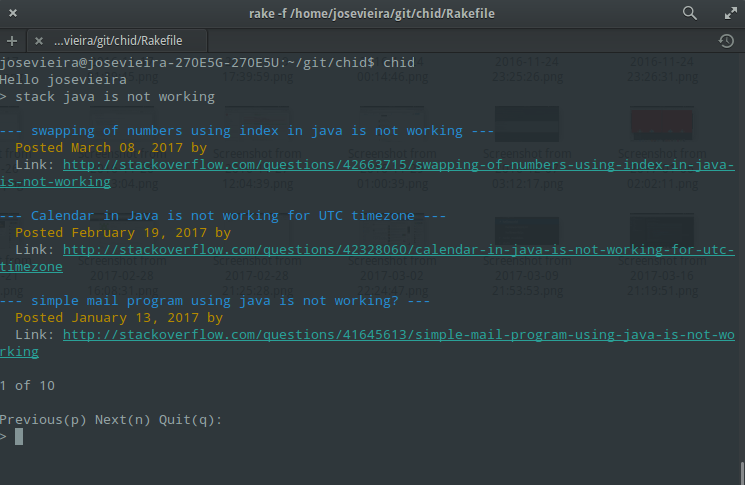 rake -f /home/josevieira/git/chid/Rakefile
...vieira/git/chid/Rakefile
josevieira@josevieira-270E5G-270E5U:~/git/chid$ chid
Hello josevieira
> stack java is not working
--- swapping of numbers using index in java is not working ---
Posted March 08, 2017 by
Link: http://stackoverflow.com/questions/42663715/swapping-of-numbers-using-index-in-java-
is-not-working
--- Calendar in Java is not working for UTC timezone ---
Posted February 19, 2017 by
Link: http://stackoverflow.com/questions/42328060/calendar-in-java-is-not-working-for-utc-
timezone
--- simple mail program using java is not working? ---
Posted January 13, 2017 by
Link: http://stackoverflow.com/questions/41645613/simple-mail-program-using-java-is-not-wo
rking
1 of 10
Previous(p) Next(n) Quit(q):
>